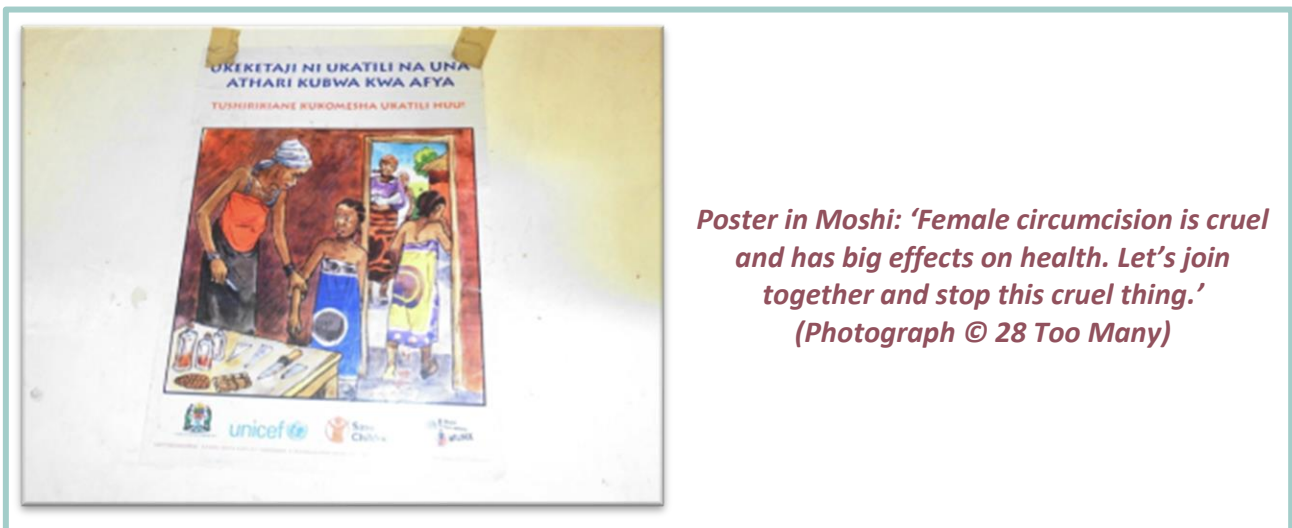 UKEKETAJI NI UKATILI NA UNA
ATHARI KUBWA KWA AFYA
TUSHIRIKIANE KUKOMESHA UKATILI HUU!
unicef
Save
Poster in Moshi: ‘Female circumcision is cruel
and has big effects on health. Let’s join
together and stop this cruel thing.’
(Photograph © 28 Too Many)